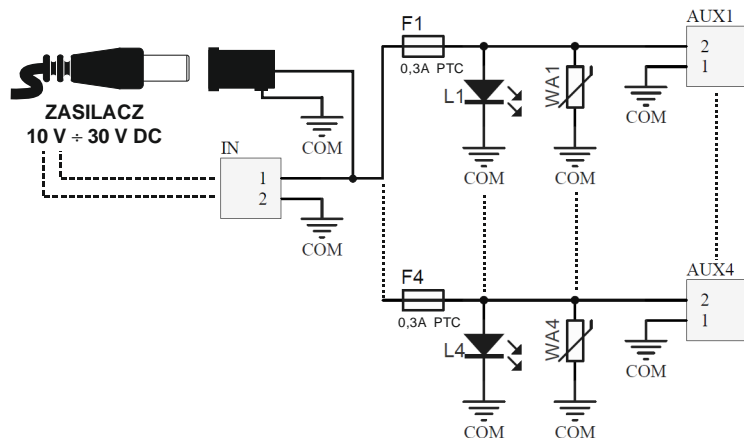 ZASILACZ
10 V ÷ 30 V DC
COM
IN
1
2
COM
F1
0,3A PTC
L1
COM
WA1
COM
AUX1
2
1
COM
F4
0,3A PTC
L4
COM
WA4
COM
AUX4
2
1
COM